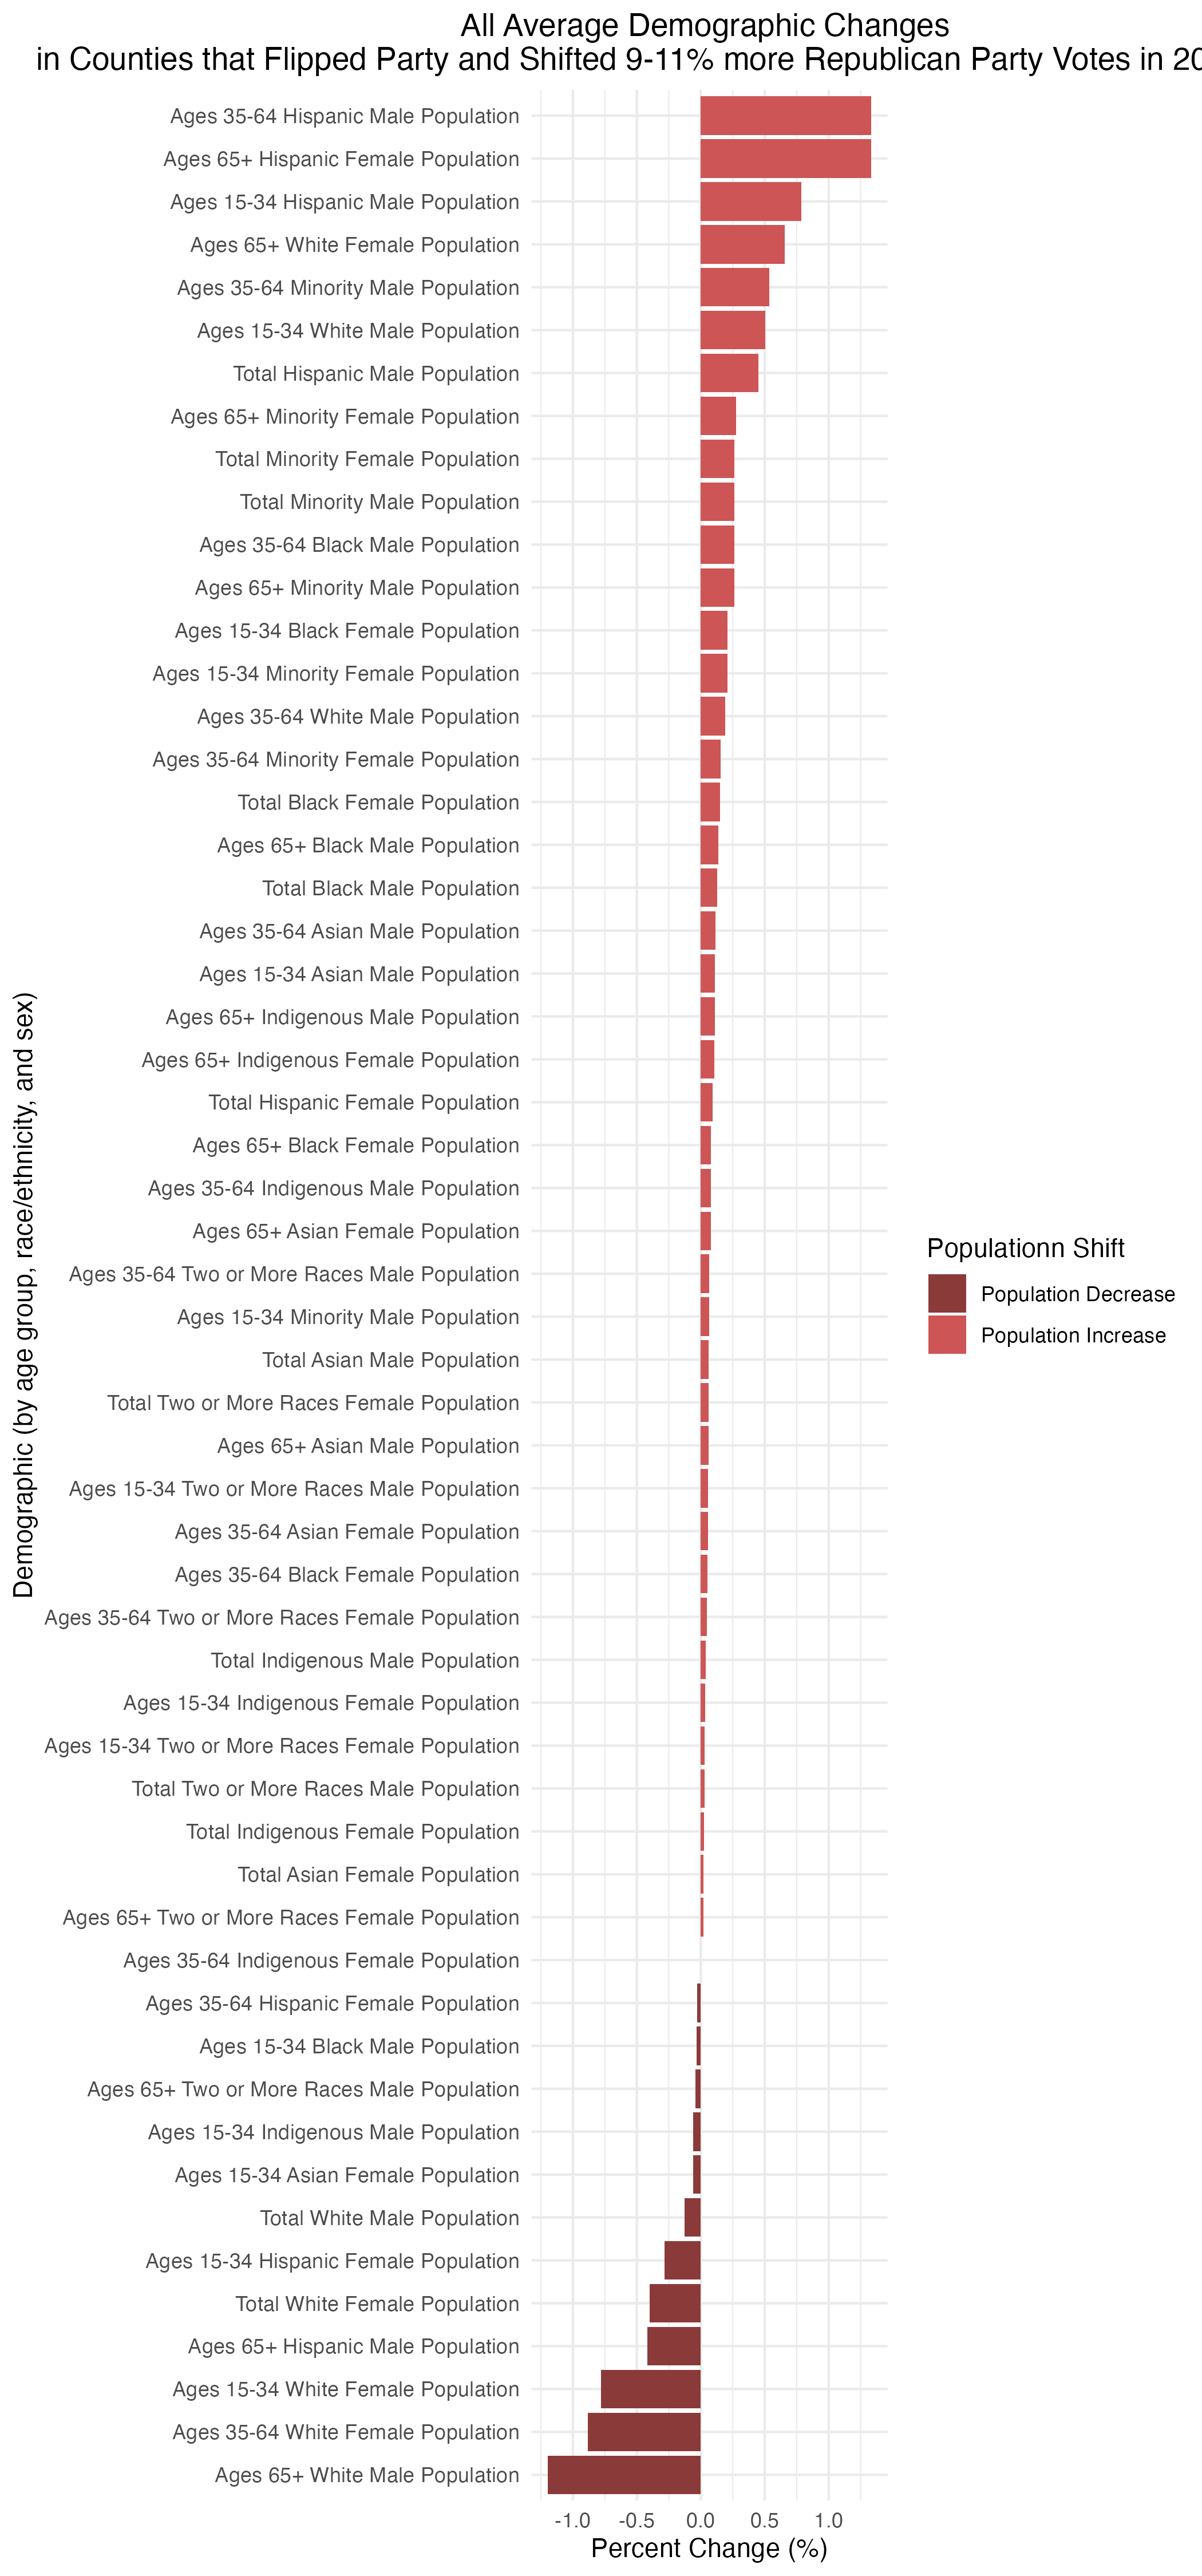 All Average Demographic Changes
in Counties that Flipped Party and Shifted 9-11% more Republican Party Votes in 20
Ages 35-64 Hispanic Male Population
Ages 65+ Hispanic Female Population
Ages 15-34 Hispanic Male Population
Ages 65+ White Female Population
Ages 35-64 Minority Male Population
Ages 15-34 White Male Population
Total Hispanic Male Population
Ages 65+ Minority Female Population
Total Minority Female Population
Total Minority Male Population
Ages 35-64 Black Male Population
Ages 65+ Minority Male Population
Ages 15-34 Black Female Population
Ages 15-34 Minority Female Population
Ages 35-64 White Male Population
Ages 35-64 Minority Female Population
Total Black Female Population
Ages 65+ Black Male Population
Total Black Male Population
Ages 35-64 Asian Male Population
Ages 15-34 Asian Male Population
Ages 65+ Indigenous Male Population
Ages 65+ Indigenous Female Population
Total Hispanic Female Population
Ages 65+ Black Female Population
Ages 35-64 Indigenous Male Population
Ages 65+ Asian Female Population
Ages 35-64 Two or More Races Male Population
Ages 15-34 Minority Male Population
Total Asian Male Population
Total Two or More Races Female Population
Ages 65+ Asian Male Population
Ages 15-34 Two or More Races Male Population
Ages 35-64 Asian Female Population
Ages 35-64 Black Female Population
Ages 35-64 Two or More Races Female Population
Total Indigenous Male Population
Ages 15-34 Indigenous Female Population
Ages 15-34 Two or More Races Female Population
Total Two or More Races Male Population
Total Indigenous Female Population
Total Asian Female Population
Ages 65+ Two or More Races Female Population
Ages 35-64 Indigenous Female Population
Ages 35-64 Hispanic Female Population
Ages 15-34 Black Male Population
Ages 65+ Two or More Races Male Population
Ages 15-34 Indigenous Male Population
Ages 15-34 Asian Female Population
Total White Male Population
Ages 15-34 Hispanic Female Population
Total White Female Population
Ages 65+ Hispanic Male Population
Ages 15-34 White Female Population
Ages 35-64 White Female Population
Ages 65+ White Male Population
-1.0 -0.5 0.0 0.5 1.0
Percent Change (%)
Demographic (by age group, race/ethnicity, and sex)
Populationn Shift
Population Decrease
Population Increase